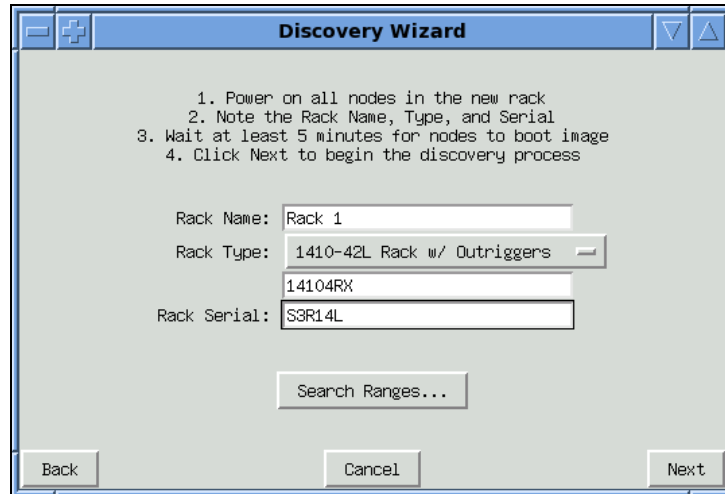 Discovery Wizard
1. Power on all nodes in the new rack
2. Note the Rack Name, Type, and Serial
3. Wait at least 5 minutes for nodes to boot image
4. Click Next to begin the discovery process
Rack Name: Rack 1
Rack Type: 1410-42L Rack w/ Outriggers
14104RX
Rack Serial: S3R14L
Search Ranges...
Back Cancel Next